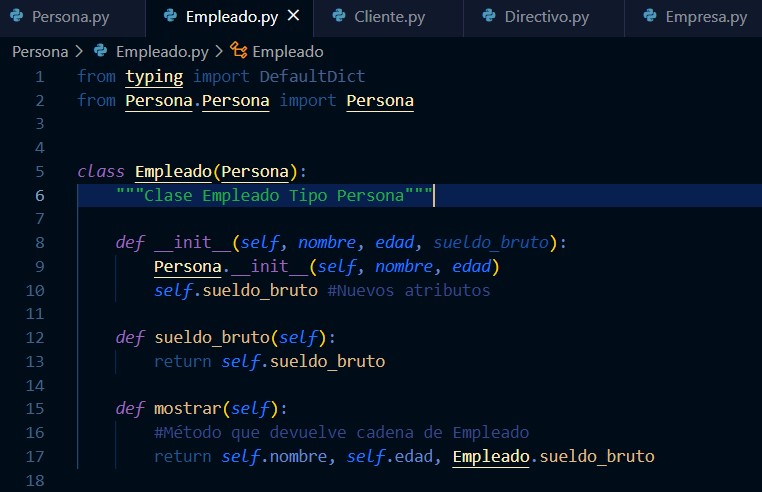 Persona.py Empleado.py Cliente.py Directivo.py Empresa.py
Persona > Empleado.py > Empleado
1 from typing import DefaultDict
2 from Persona.Persona import Persona
3
4
5 class Empleado(Persona):
6 """Clase Empleado Tipo Persona"""
7
8 def __init__(self, nombre, edad, sueldo_bruto):
9 Persona.__init__(self, nombre, edad)
10 self.sueldo_bruto #Nuevos atributos
11
12 def sueldo_bruto(self):
13 return self.sueldo_bruto
14
15 def mostrar(self):
16 #Método que devuelve cadena de Empleado
17 return self.nombre, self.edad, Empleado.sueldo_bruto
18